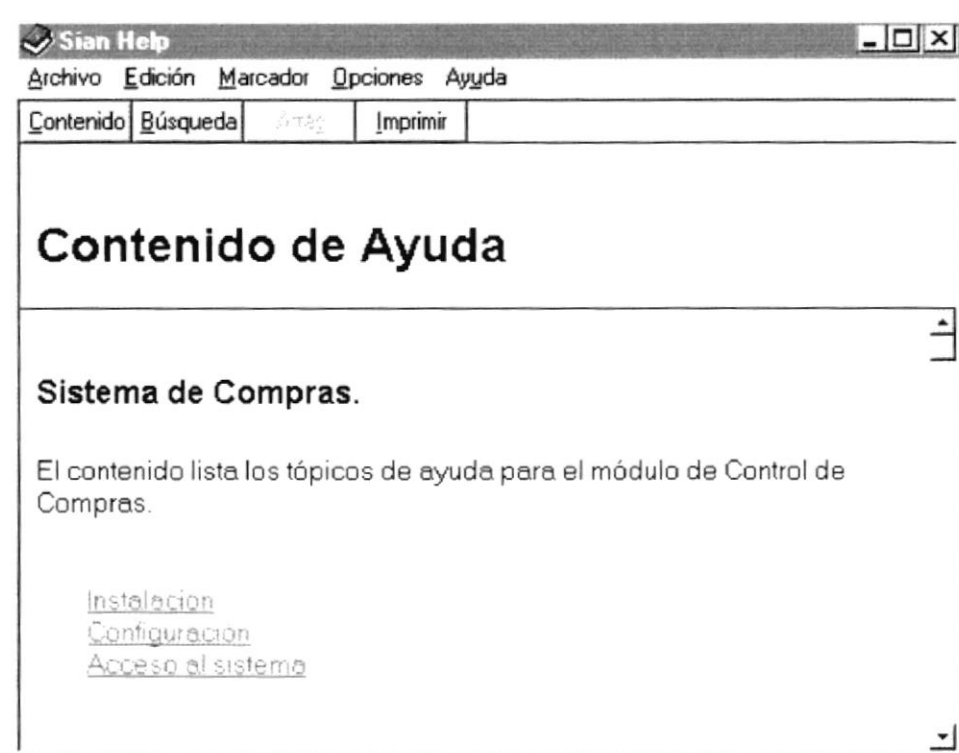 Sian Help
Archivo Edición Marcador Opciones Ayuda
Contenido Búsqueda Atrás Imprimir
Contenido de Ayuda
Sistema de Compras.
El contenido lista los tópicos de ayuda para el módulo de Control de
Compras.
Instalacion
Configuracion
Acceso al sistema